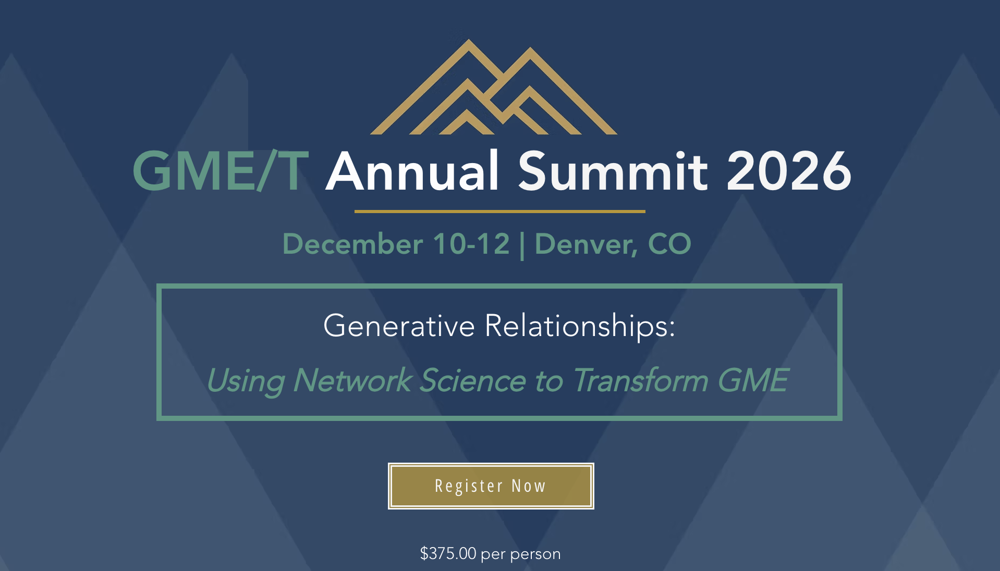 GME/T Annual Summit 2026
December 10-12 | Denver, CO
Generative Relationships:
Using Network Science to Transform GME
Register Now
$375.00 per person